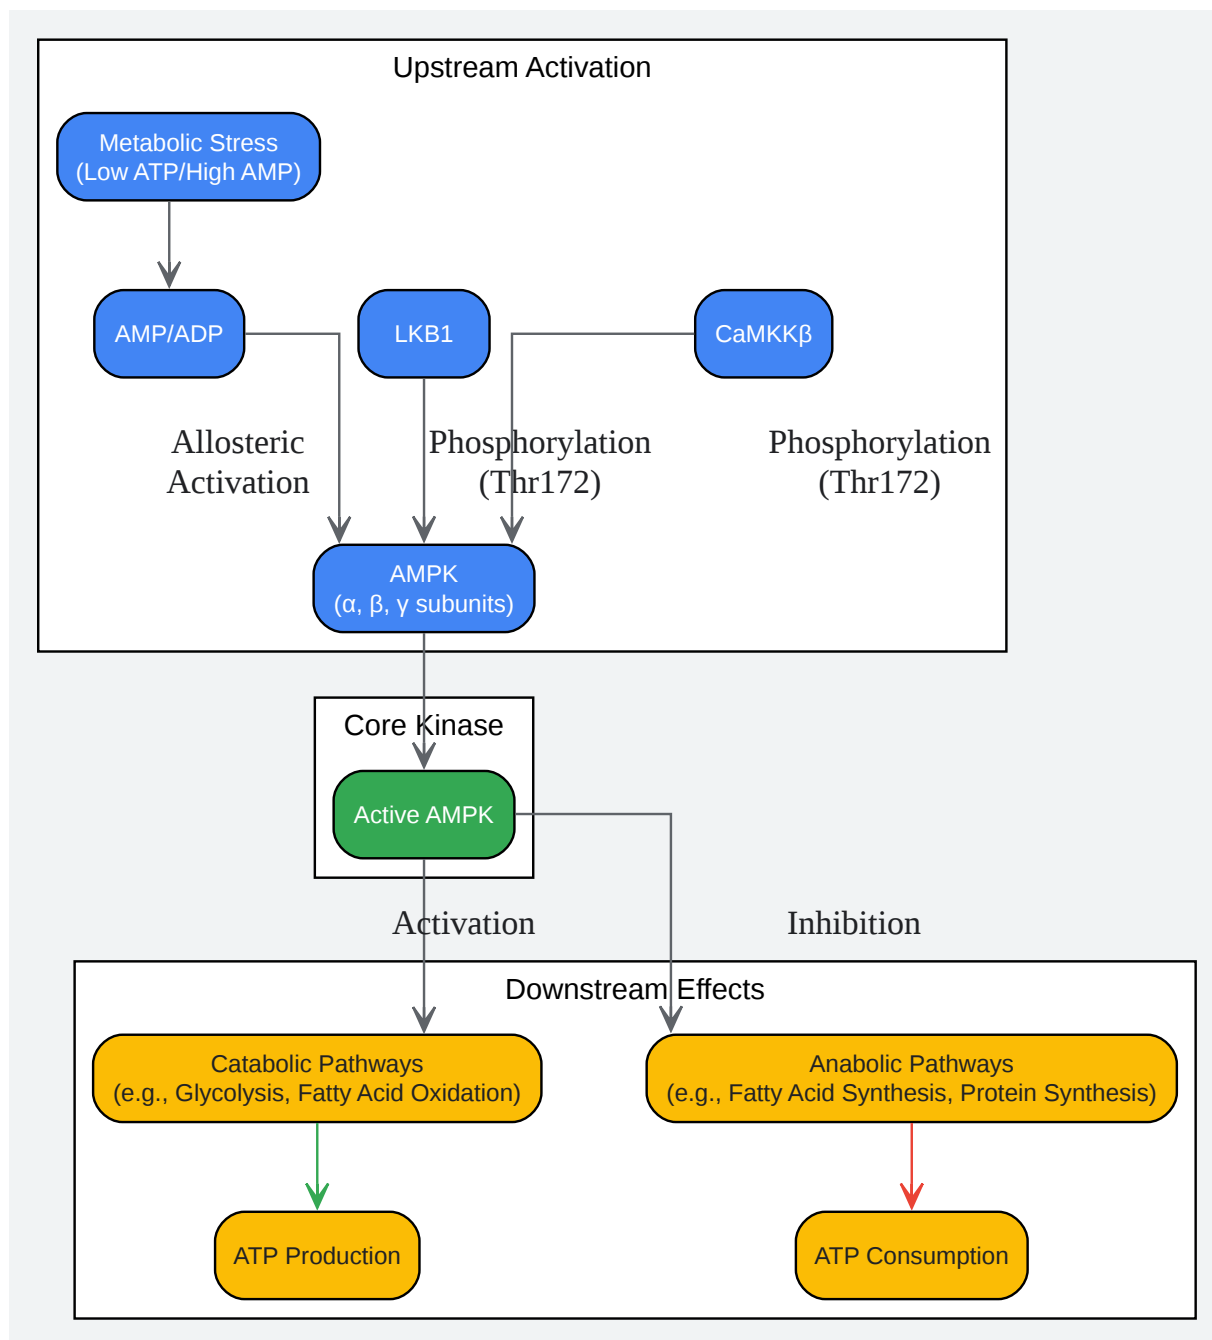 Upstream Activation
Metabolic Stress
(Low ATP/High AMP)
AMP/ADP
LKB1
CaMKKβ
Allosteric
Activation
Phosphorylation
(Thr172)
Phosphorylation
(Thr172)
AMPK
(α, β, γ subunits)
Core Kinase
Active AMPK
Activation
Inhibition
Downstream Effects
Catabolic Pathways
(e.g., Glycolysis, Fatty Acid Oxidation)
Anabolic Pathways
(e.g., Fatty Acid Synthesis, Protein Synthesis)
ATP Production
ATP Consumption